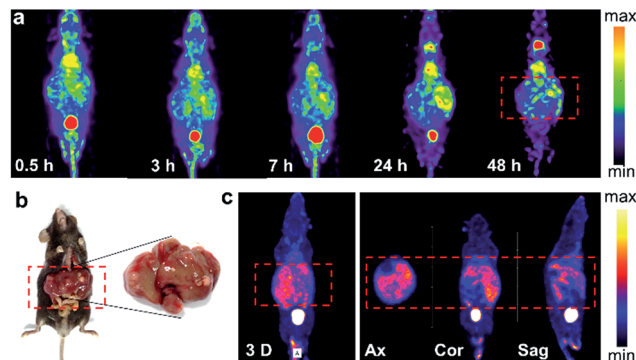 a
0.5 h
3 h
7 h
24 h
48 h
max
min
b
c
3 D
A
Ax
Cor
Sag
max
min